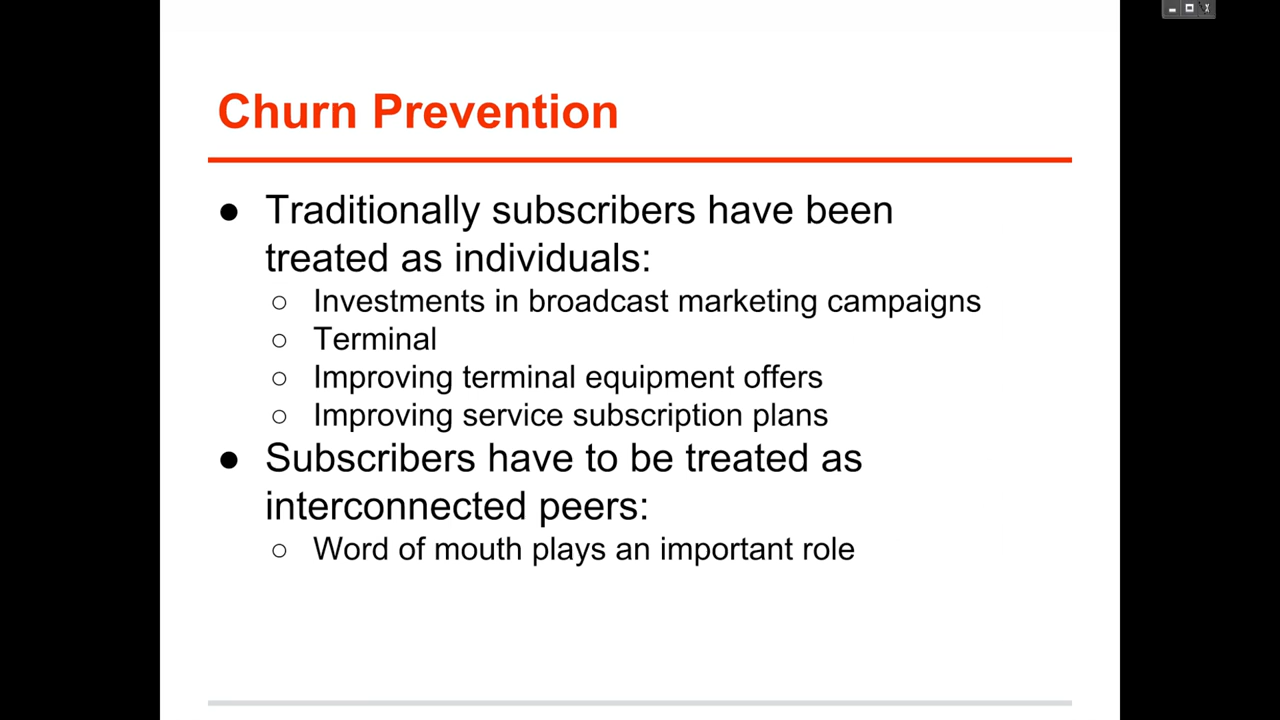 Churn Prevention
● Traditionally subscribers have been
treated as individuals:
○ Investments in broadcast marketing campaigns
○ Terminal
○ Improving terminal equipment offers
○ Improving service subscription plans
● Subscribers have to be treated as
interconnected peers:
○ Word of mouth plays an important role